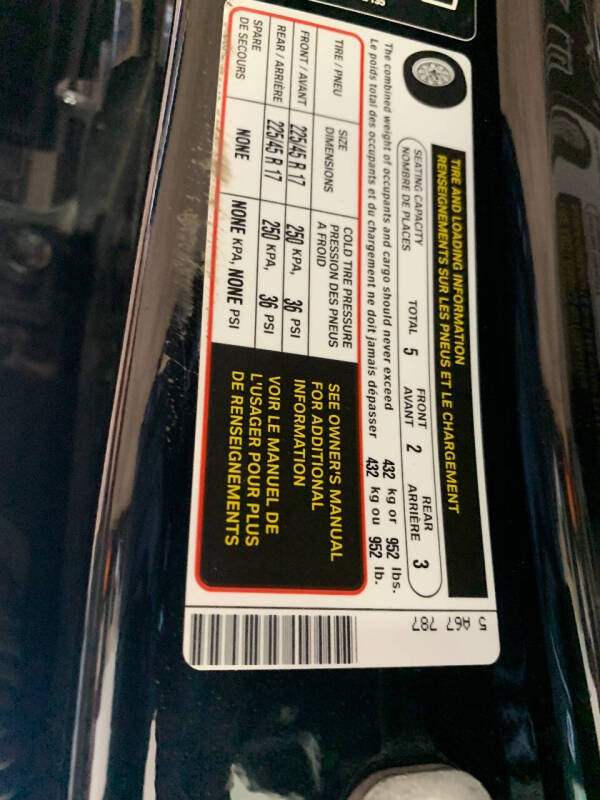 TIRE AND LOADING INFORMATION
RENSEIGNEMENTS SUR LES PNEUS ET LE CHARGEMENT
SEATING CAPACITY
NOMBRE DE PLACES
TOTAL 5
FRONT
AVANT 2
REAR
ARRIÈRE 3
The combined weight of occupants and cargo should never exceed 432 kg or 952 lbs.
Le poids total des occupants et du chargement ne doit jamais dépasser 432 kg ou 952 lb.
TIRE / PNEU
SIZE
DIMENSIONS
COLD TIRE PRESSURE
PRESSION DES PNEUS
A FROID
FRONT / AVANT 225/45 R 17 250 KPA, 36 PSI
REAR / ARRIÈRE 225/45 R 17 250 KPA, 36 PSI
SPARE
DE SECOURS
NONE NONE KPA, NONE PSI
SEE OWNER'S MANUAL
FOR ADDITIONAL
INFORMATION
VOIR LE MANUEL DE
L'USAGER POUR PLUS
DE RENSEIGNEMENTS
5 A67 787